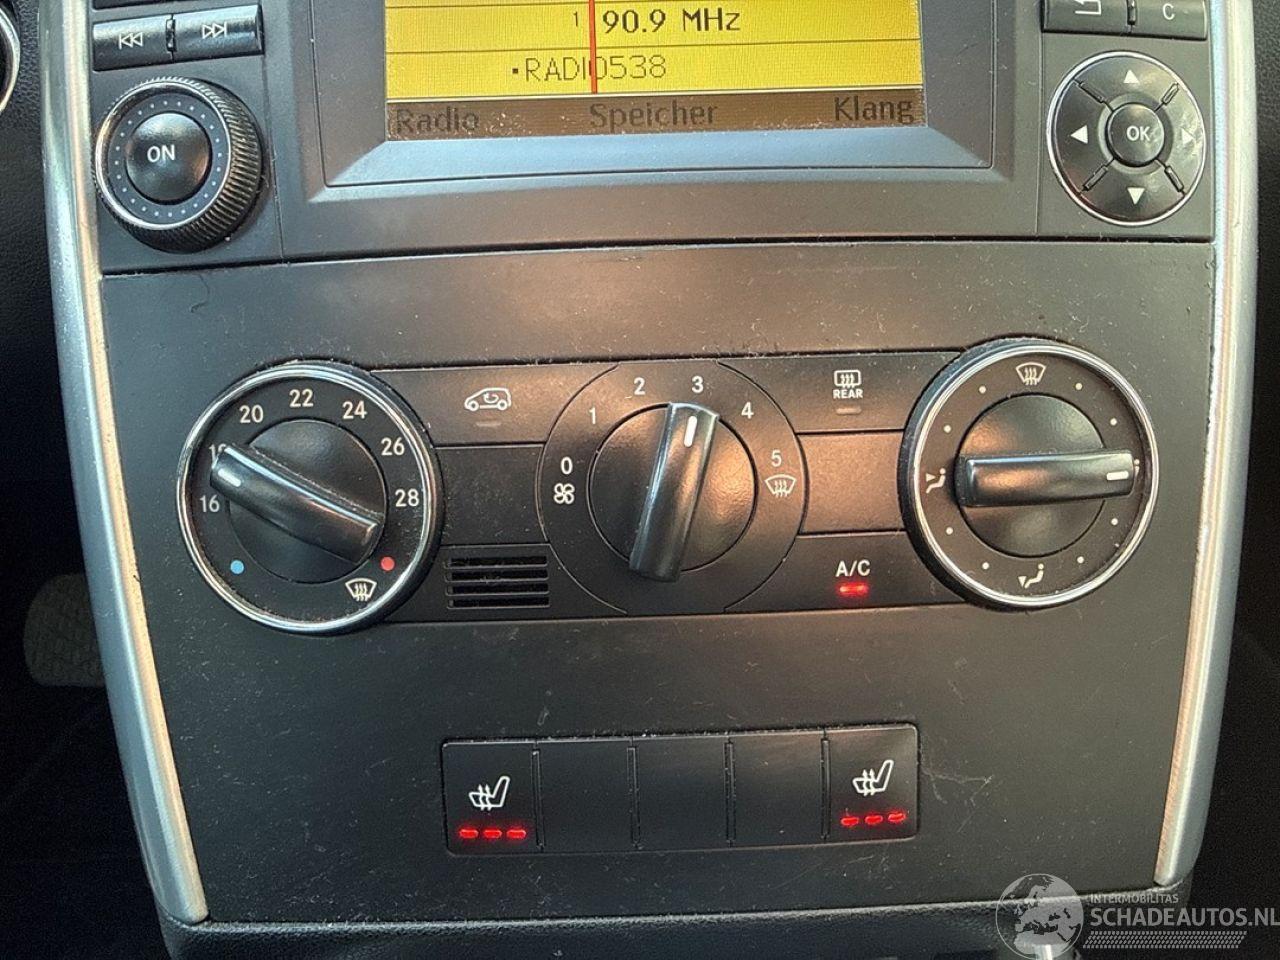 1 90.9 MHz
•RADIO538
Radio Speicher Klang
C
ON
OK
16 18 20 22 24 26 28
0 1 2 3 4 5
REAR
A/C
INTERMOBILITAS
SCHADEAUTOS.NL